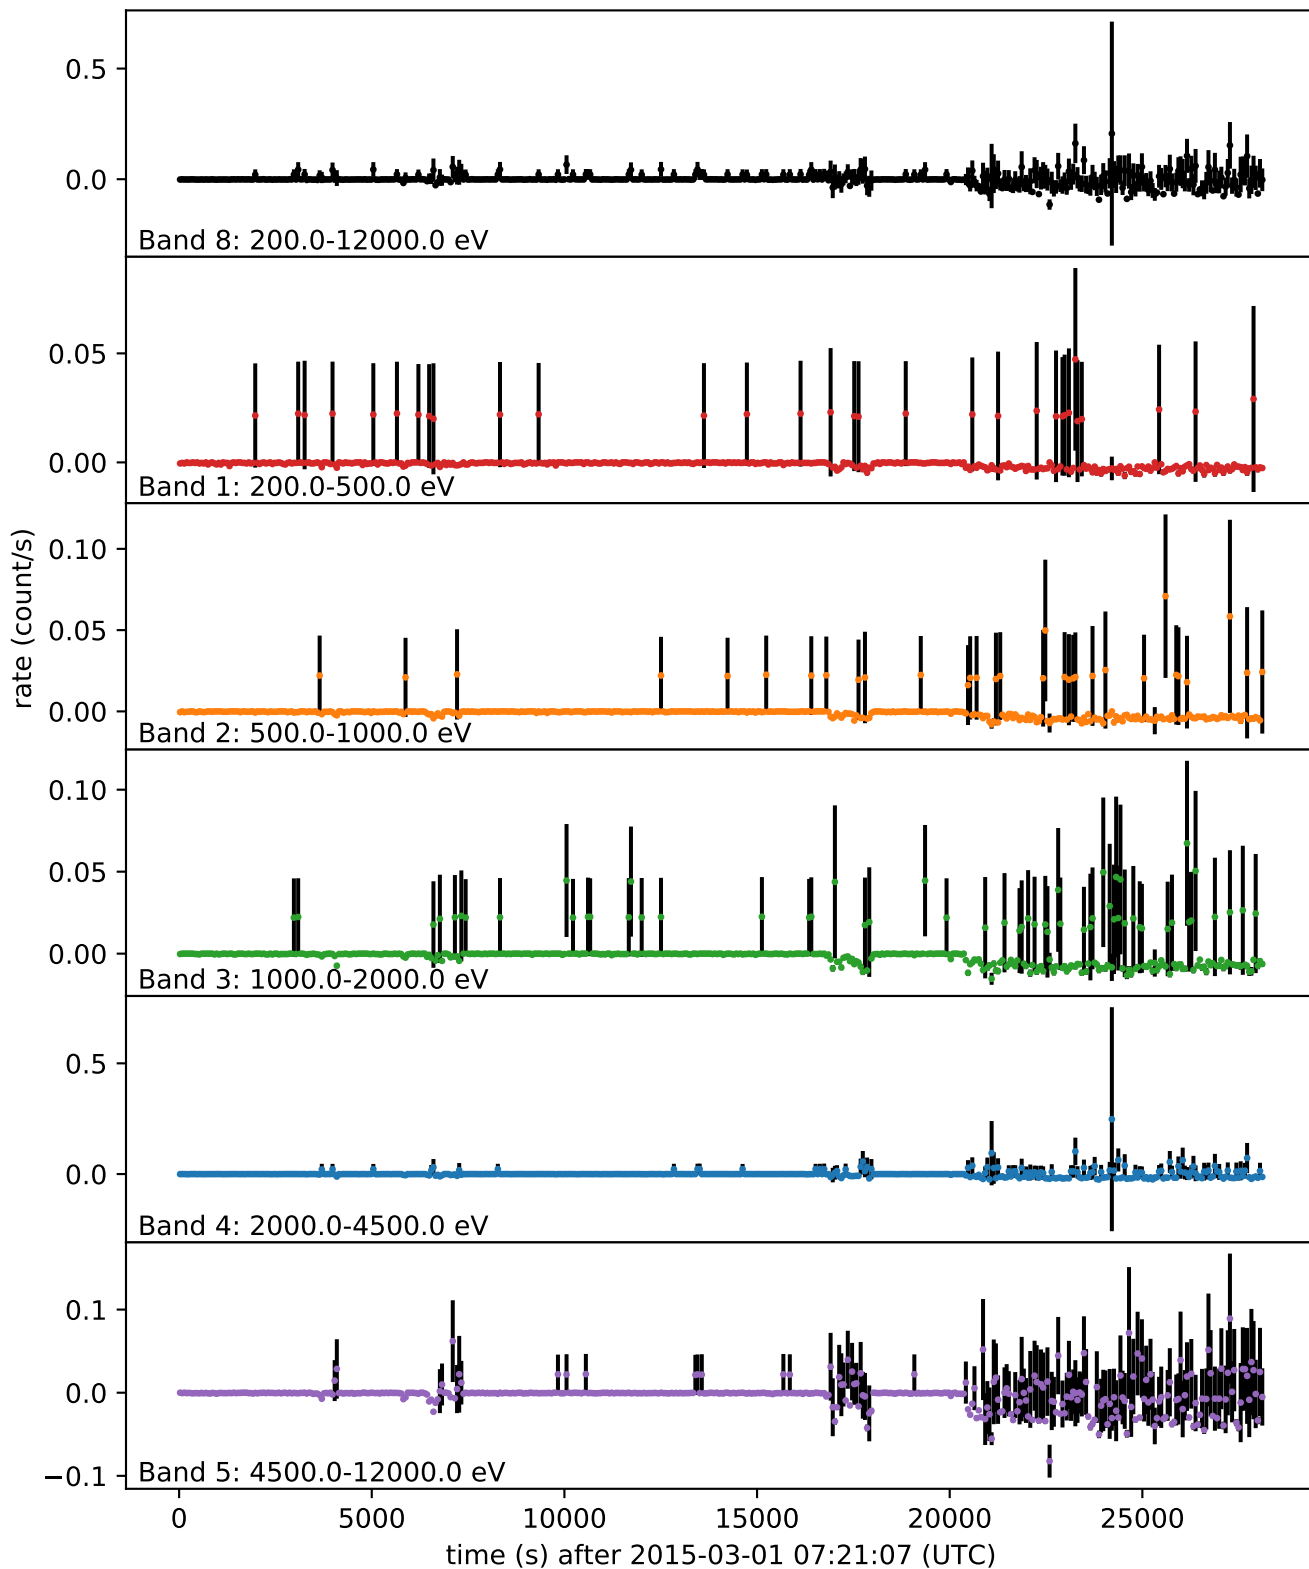 0.5
0.0
Band 8: 200.0-12000.0 eV
0.05
0.00
Band 1: 200.0-500.0 eV
rate (count/s)
0.10
0.05
0.00
Band 2: 500.0-1000.0 eV
0.10
0.05
0.00
Band 3: 1000.0-2000.0 eV
0.5
0.0
Band 4: 2000.0-4500.0 eV
0.1
0.0
−0.1
Band 5: 4500.0-12000.0 eV
0 5000 10000 15000 20000 25000
time (s) after 2015-03-01 07:21:07 (UTC)